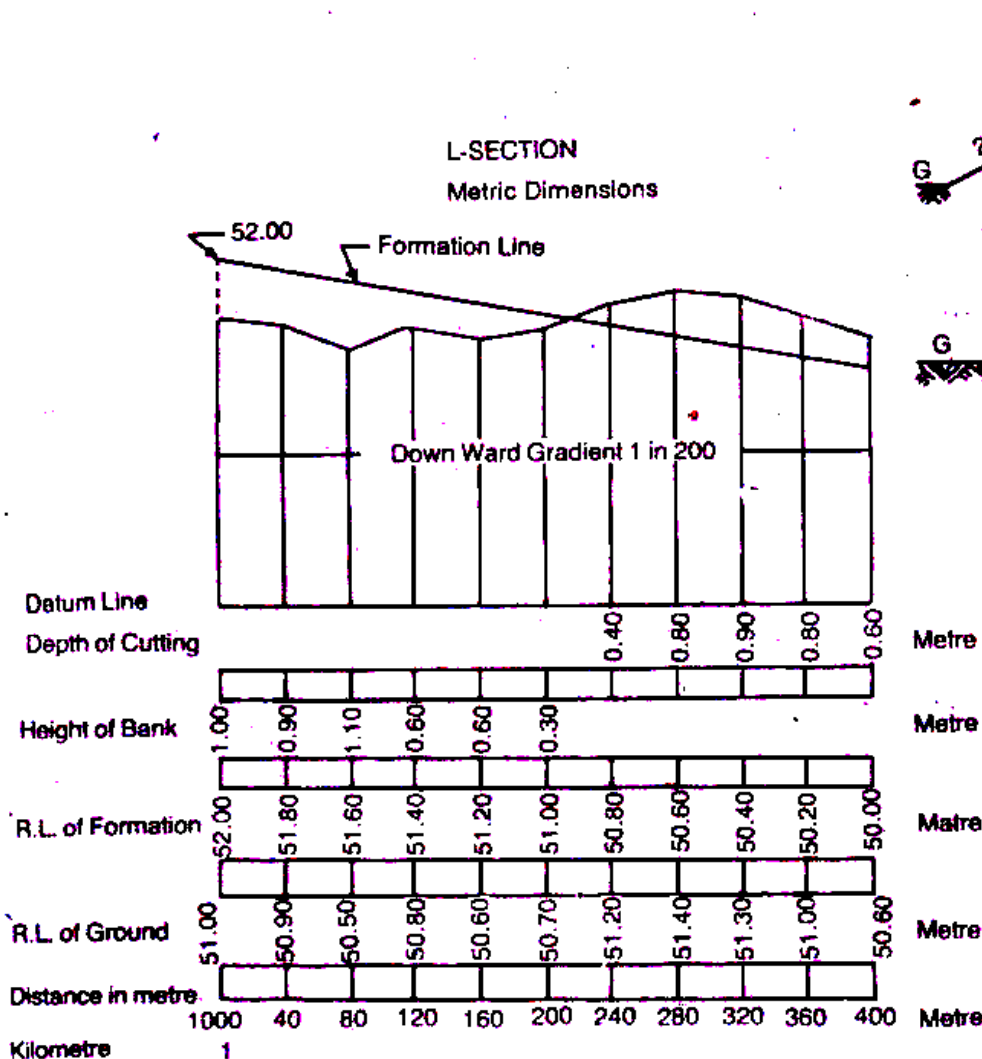 L-SECTION
Metric Dimensions
G
?
52.00
Formation Line
G
Down Ward Gradient 1 in 200
Datum Line
Depth of Cutting 0.40 0.80 0.90 0.80 0.60 Metre
Height of Bank 1.00 0.90 1.10 0.60 0.60 0.30 Metre
R.L. of Formation 52.00 51.80 51.60 51.40 51.20 51.00 50.80 50.60 50.40 50.20 50.00 Matre
R.L. of Ground 51.00 50.90 50.50 50.80 50.60 50.70 51.20 51.40 51.30 51.00 50.60 Metre
Distance in metre 1000 40 80 120 160 200 240 280 320 360 400 Metre
Kilometre 1